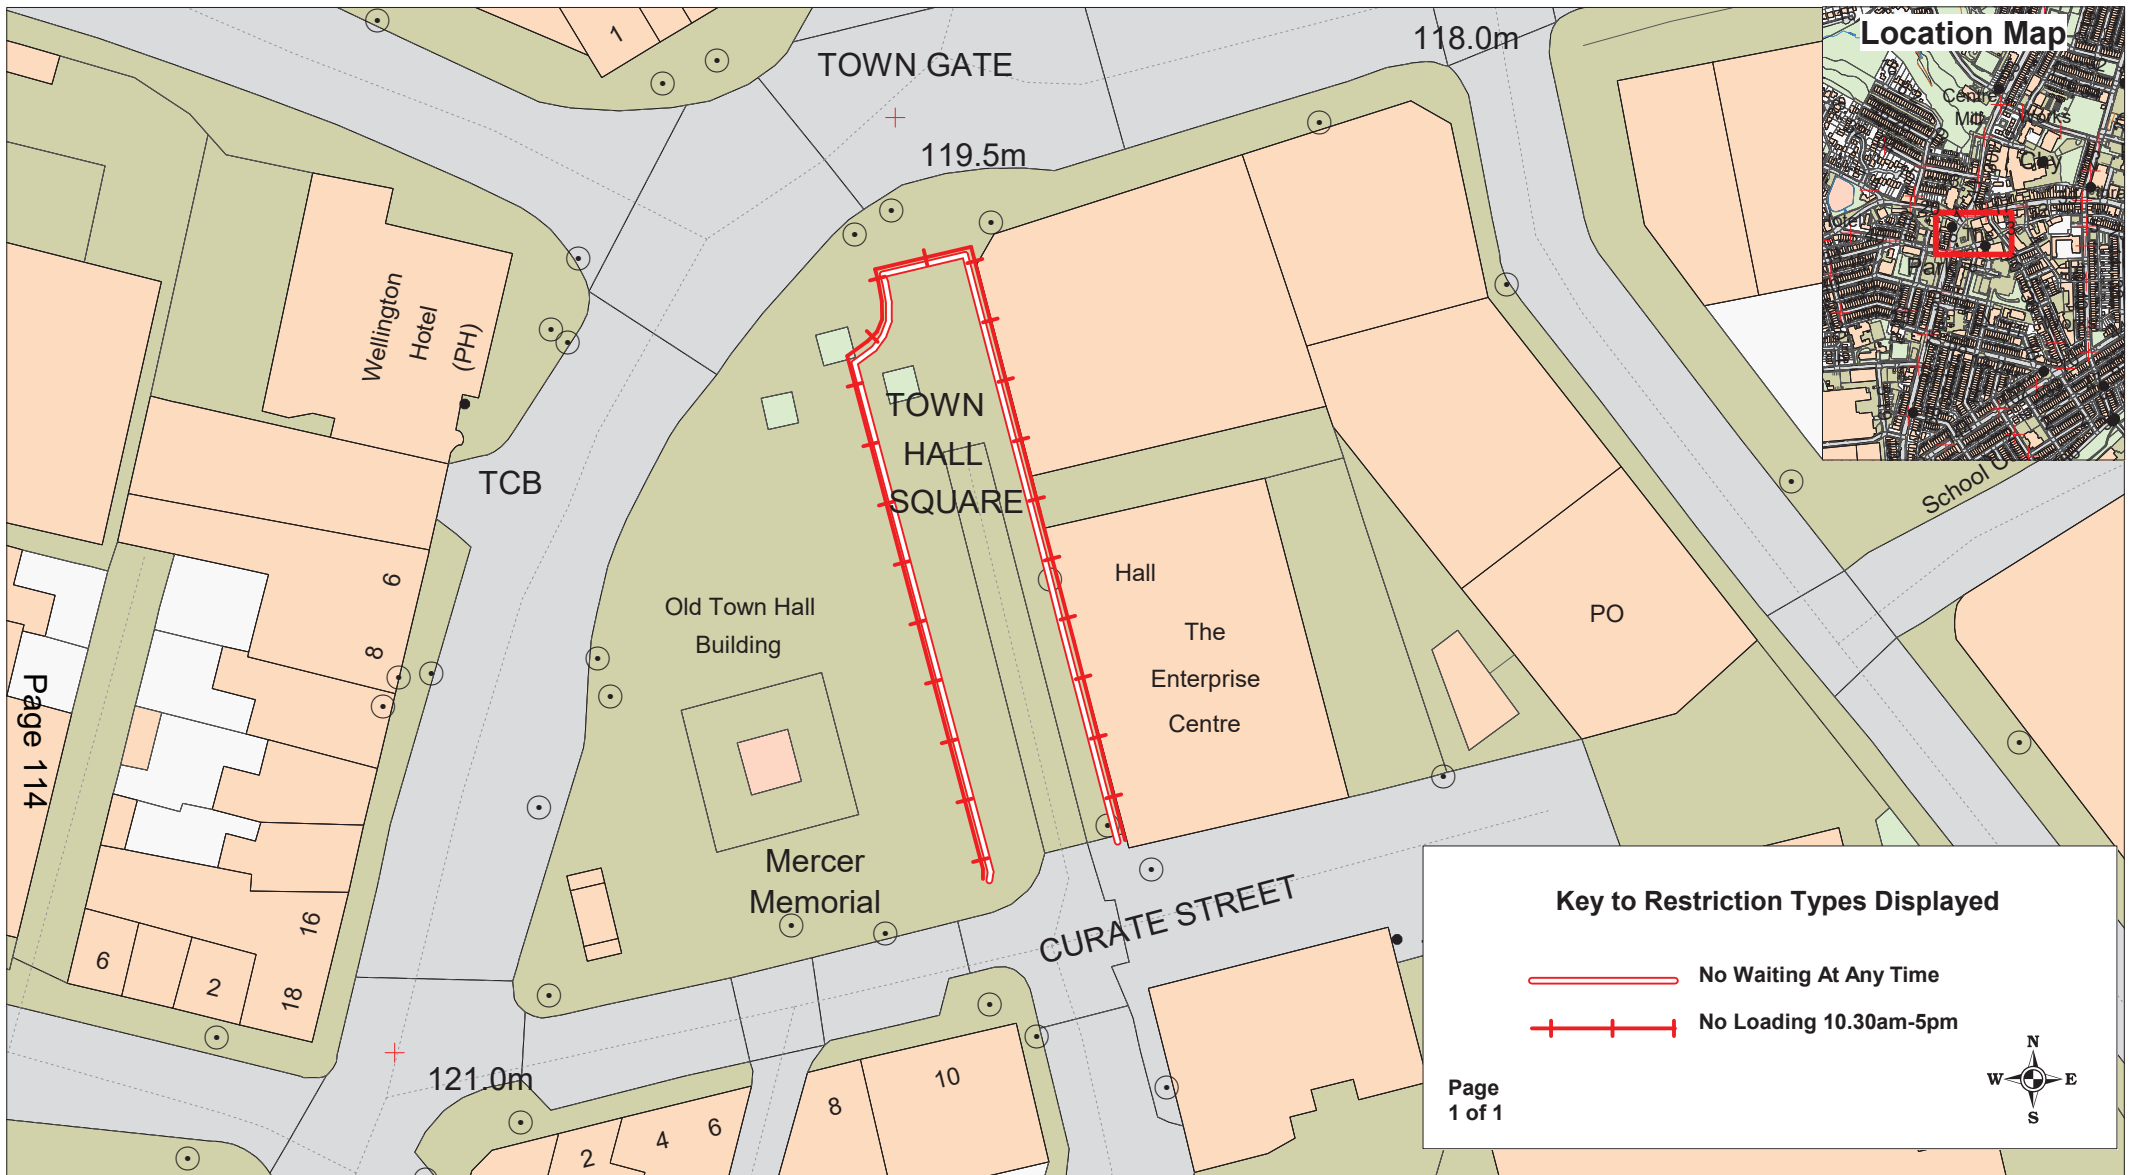 1
TOWN GATE
118.0m
119.5m
Location Map
Centre
Mill
Works
Wellington
Hotel
(PH)
TCB
TOWN
HALL
SQUARE
Hall
The
Enterprise
Centre
PO
Old Town Hall
Building
Mercer
Memorial
CURATE STREET
6
8
16
18
6
2
Page 114
121.0m
2
4
6
8
10
Key to Restriction Types Displayed
No Waiting At Any Time
No Loading 10.30am-5pm
Page
1 of 1
N
W
E
S
School